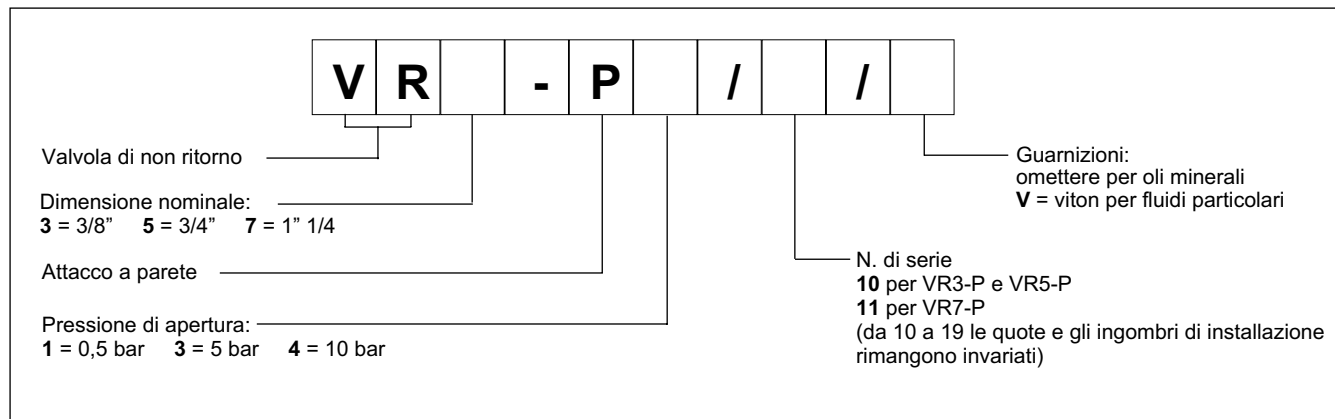 V R - P / /
Valvola di non ritorno
Dimensione nominale:
3 = 3/8” 5 = 3/4” 7 = 1” 1/4
Attacco a parete
Pressione di apertura:
1 = 0,5 bar 3 = 5 bar 4 = 10 bar
Guarnizioni:
omettere per oli minerali
V = viton per fluidi particolari
N. di serie
10 per VR3-P e VR5-P
11 per VR7-P
(da 10 a 19 le quote e gli ingombri di installazione
rimangono invariati)